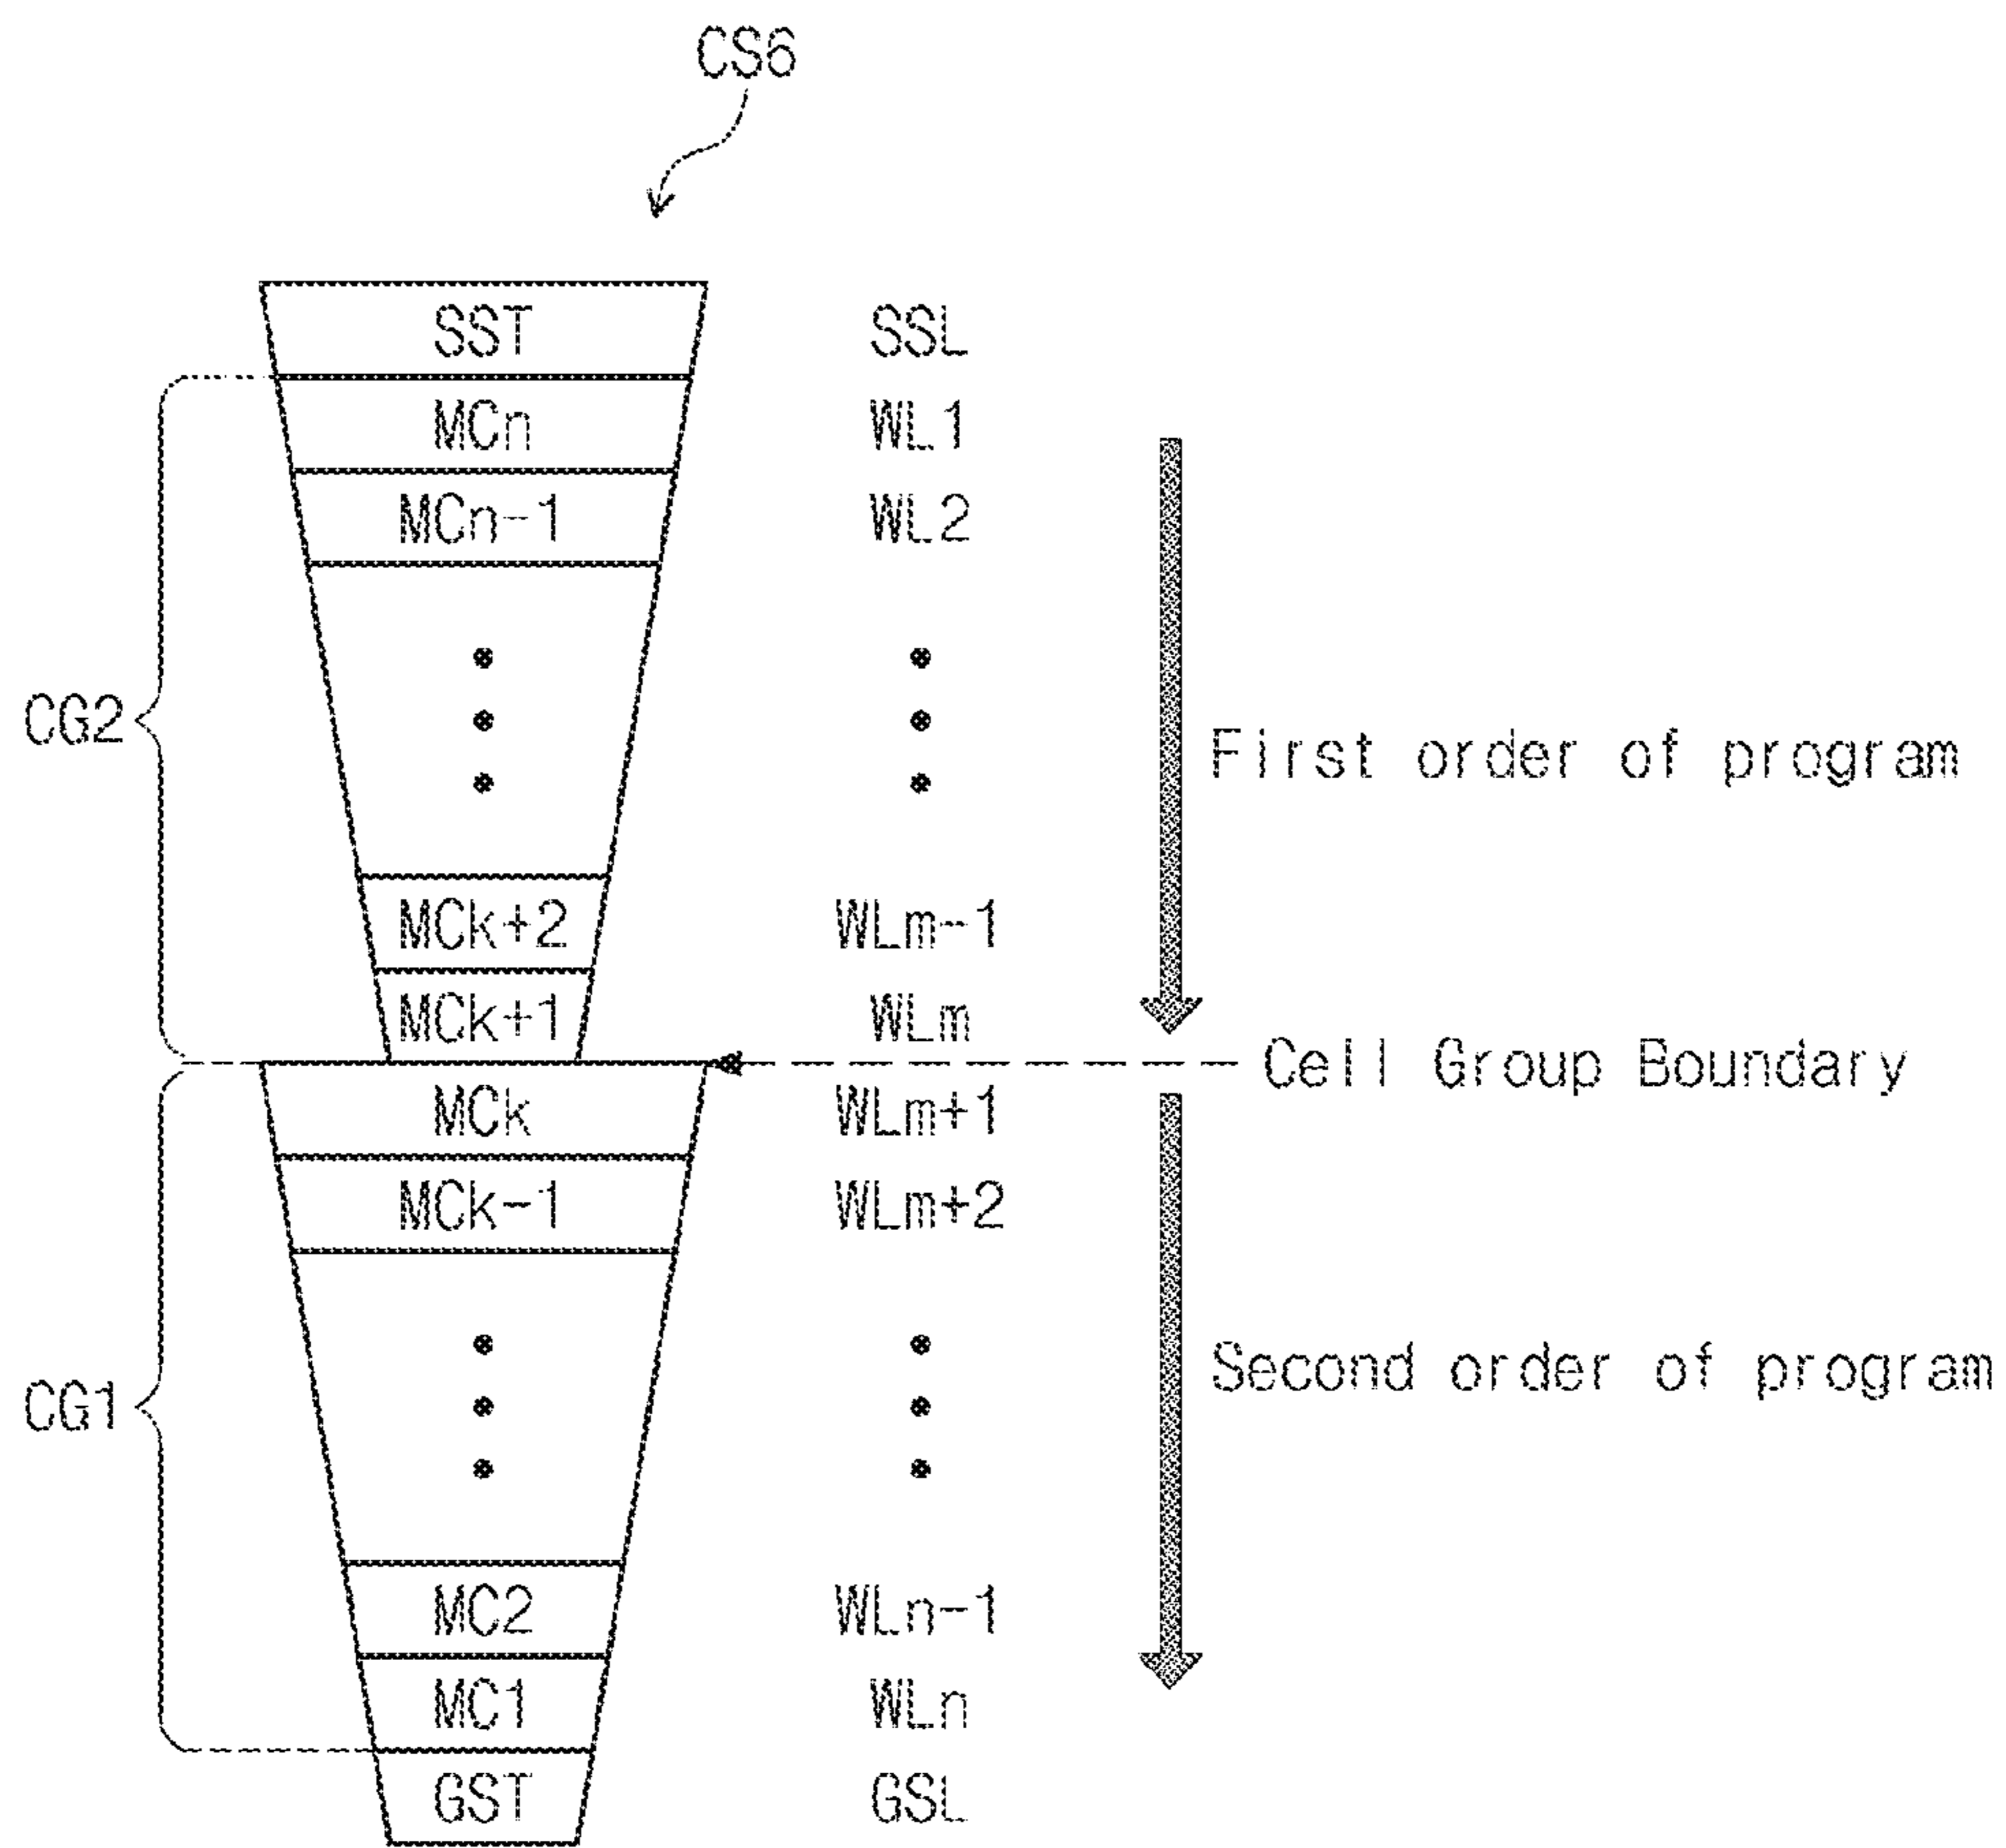 CS6
SST SSL
MCn WL1
MCn-1 WL2
CG2
First order of program
MCk+2 WLm-1
MCk+1 WLm
Cell Group Boundary
MCk WLm+1
MCk-1 WLm+2
CG1
Second order of program
MC2 WLn-1
MC1 WLn
GST GSL